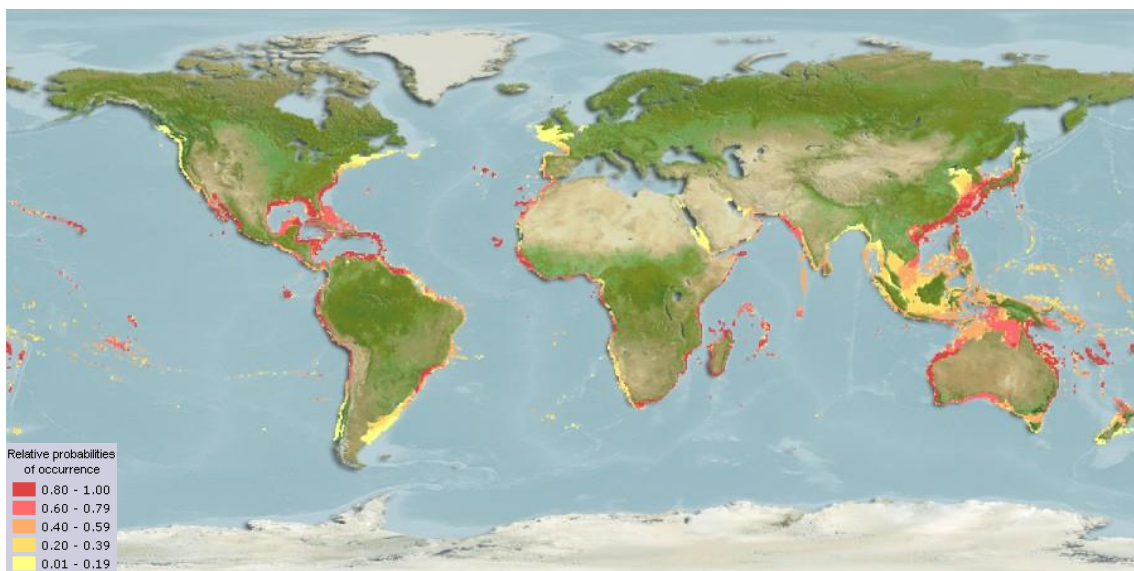 Relative probabilities
of occurrence
0.80 - 1.00
0.60 - 0.79
0.40 - 0.59
0.20 - 0.39
0.01 - 0.19